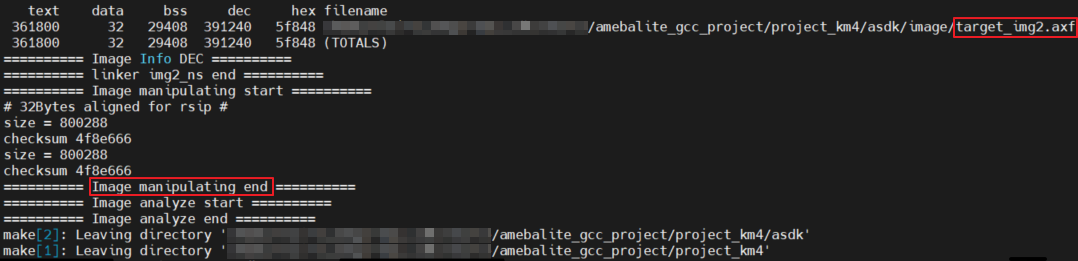 text data bss dec hex filename
361800 32 29408 391240 5f848 /amebalite_gcc_project/project_km4/asdk/image/target_img2.axf
361800 32 29408 391240 5f848 (TOTALS)
========== Image Info DEC ==========
========== linker img2_ns end ==========
========== Image manipulating start ==========
# 32Bytes aligned for rsip #
size = 800288
checksum 4f8e666
size = 800288
checksum 4f8e666
========== Image manipulating end ==========
========== Image analyze start ==========
========== Image analyze end ==========
make[2]: Leaving directory '/amebalite_gcc_project/project_km4/asdk'
make[1]: Leaving directory '/amebalite_gcc_project/project_km4'